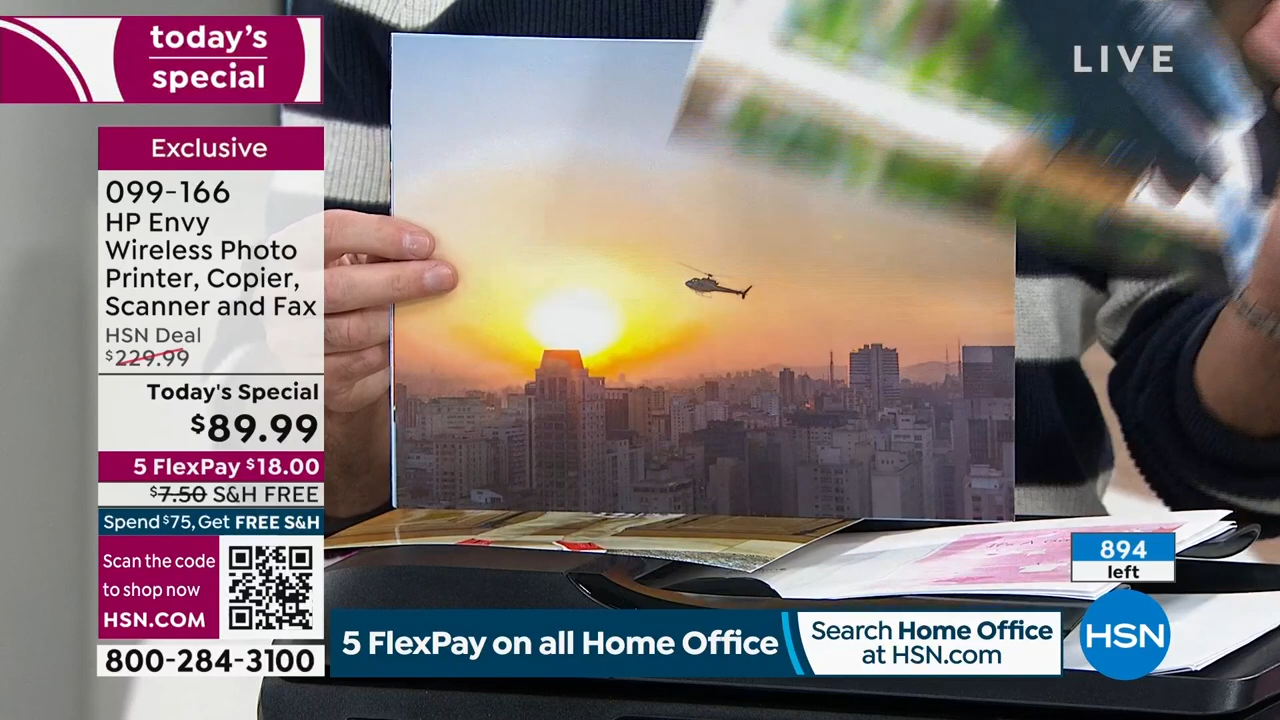 today's
special
LIVE
Exclusive
099-166
HP Envy
Wireless Photo
Printer, Copier,
Scanner and Fax
HSN Deal
$229.99
Today's Special
$89.99
5 FlexPay $18.00
$7.50 S&H FREE
Spend $75, Get FREE S&H
Scan the code
to shop now
HSN.COM
800-284-3100
5 FlexPay on all Home Office
Search Home Office
at HSN.com
894
left
HSN